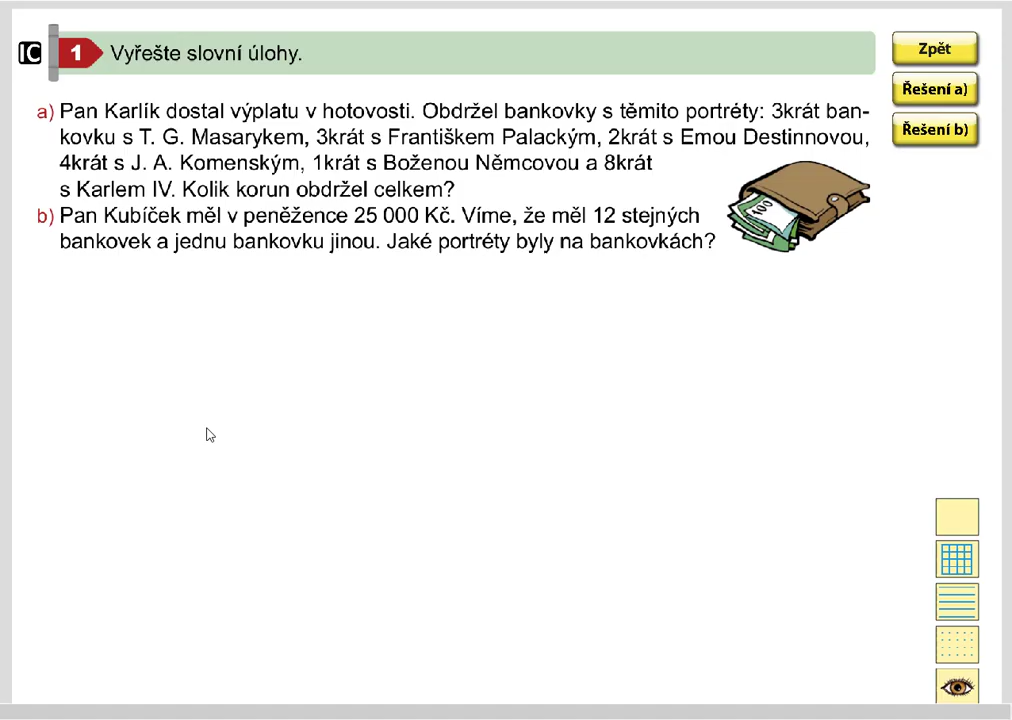 IC
1 Vyřešte slovní úlohy.
Zpět
Řešení a)
Řešení b)
a) Pan Karlík dostal výplatu v hotovosti. Obdržel bankovky s těmito portréty: 3krát ban-
kovku s T. G. Masarykem, 3krát s Františkem Palackým, 2krát s Emou Destinnovou,
4krát s J. A. Komenským, 1krát s Boženou Němcovou a 8krát
s Karlem IV. Kolik korun obdržel celkem?
b) Pan Kubíček měl v peněžence 25 000 Kč. Víme, že měl 12 stejných
bankovek a jednu bankovku jinou. Jaké portréty byly na bankovkách?
100